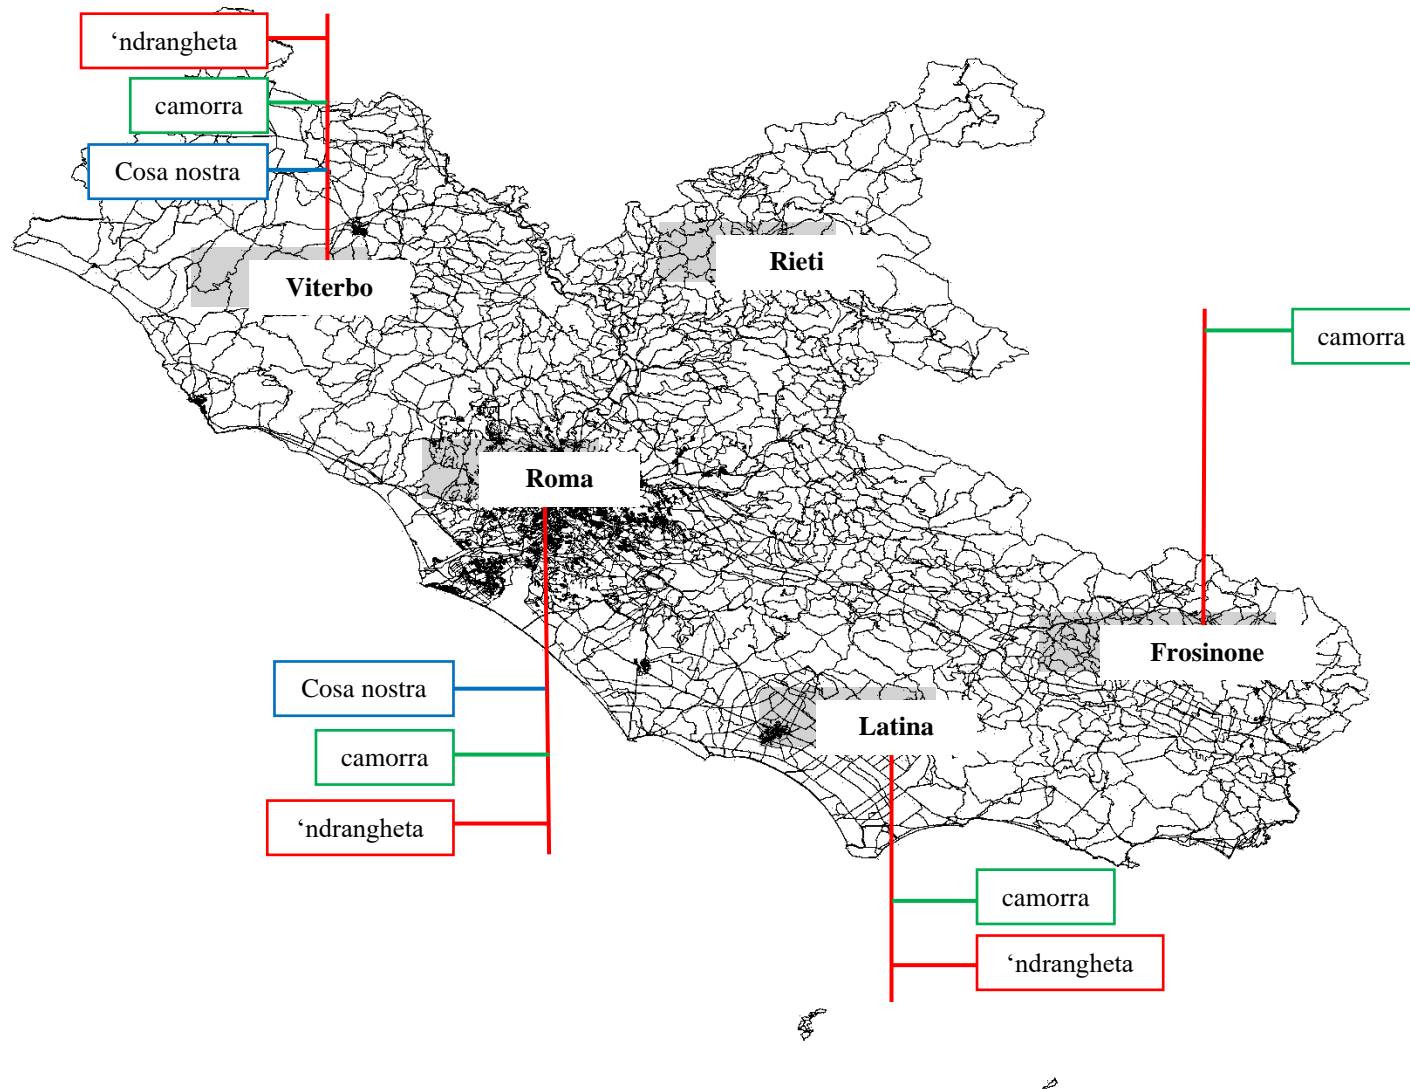 ‘ndrangheta
camorra
Cosa nostra
Viterbo
Rieti
camorra
Roma
Frosinone
Cosa nostra
Latina
camorra
‘ndrangheta
camorra
‘ndrangheta